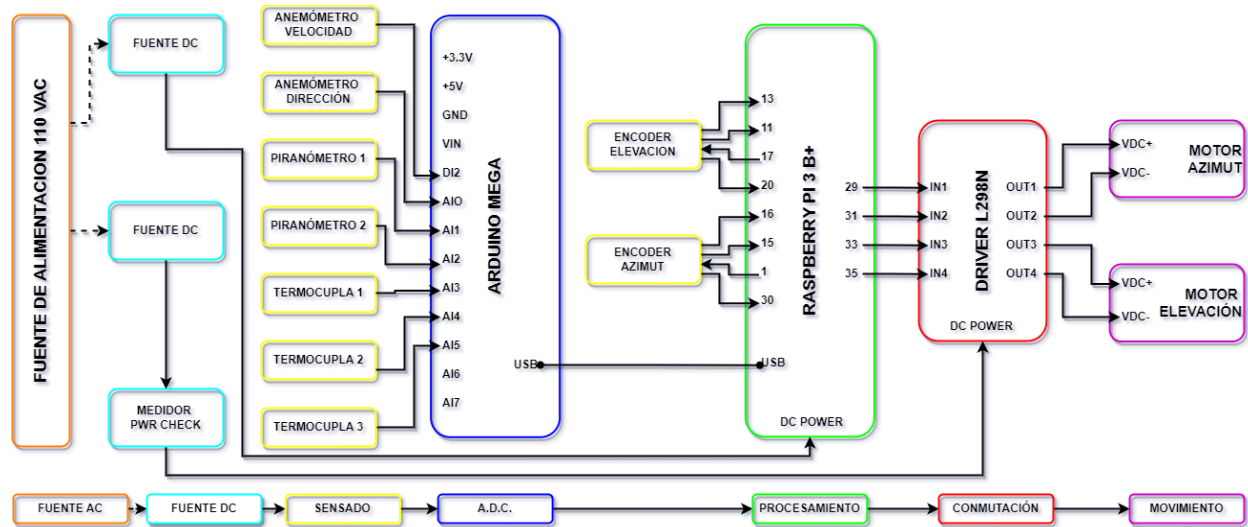 FUENTE DE ALIMENTACION 110 VAC
FUENTE DC
FUENTE DC
MEDIDOR
PWR CHECK
ANEMÓMETRO
VELOCIDAD
ANEMÓMETRO
DIRECCIÓN
PIRANÓMETRO 1
PIRANÓMETRO 2
TERMOCUPLA 1
TERMOCUPLA 2
TERMOCUPLA 3
+3.3V
+5V
GND
VIN
DI2
AIO
AI1
AI2
AI3
AI4
AI5
AI6
AI7
ARDUINO MEGA
USB
ENCODER
ELEVACION
ENCODER
AZIMUT
13
11
17
20
16
15
1
30
USB
RASPBERRY PI 3 B+
29
31
33
35
DC POWER
IN1
IN2
IN3
IN4
DRIVER L298N
OUT1
OUT2
OUT3
OUT4
DC POWER
VDC+
VDC-
MOTOR
AZIMUT
VDC+
VDC-
MOTOR
ELEVACIÓN
FUENTE AC
FUENTE DC
SENSADO
A.D.C.
PROCESAMIENTO
CONMUTACIÓN
MOVIMIENTO